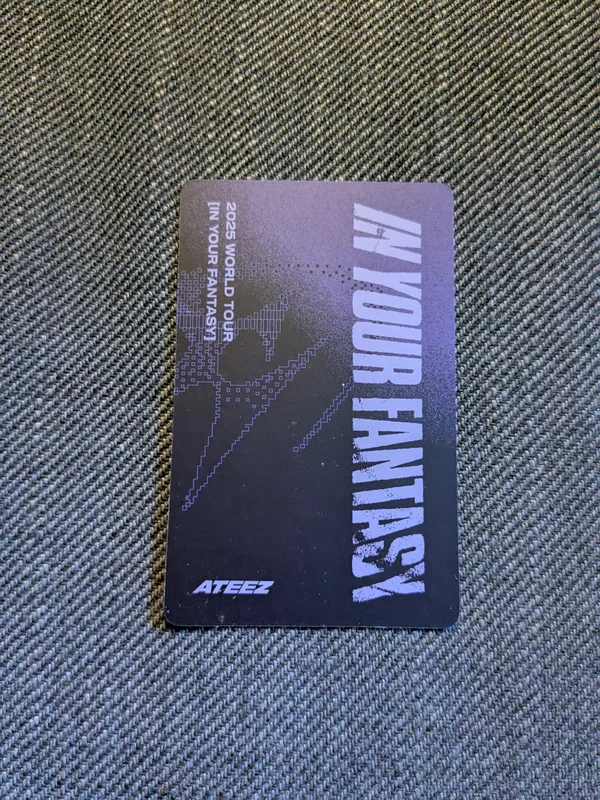 IN YOUR FANTASY
2025 WORLD TOUR
[IN YOUR FANTASY]
ATEEZ